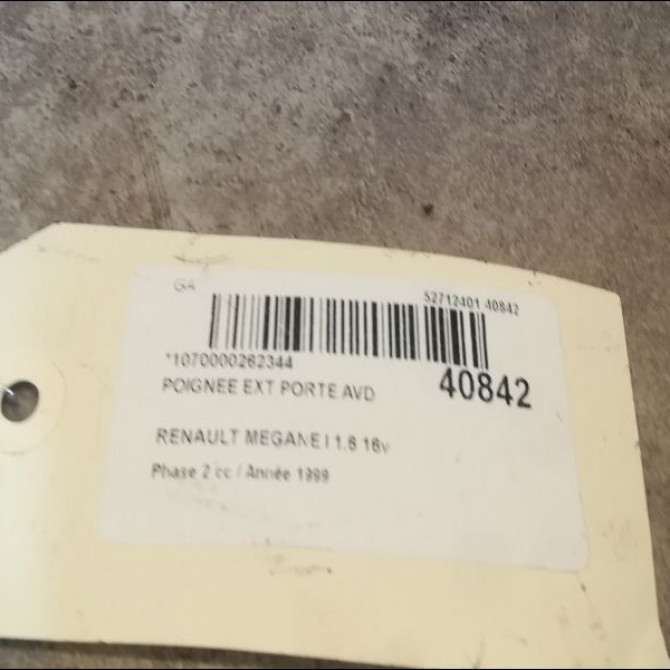 GA
52712401 40842
*1070000262344
40842
POIGNEE EXT PORTE AVD
RENAULT MEGANE I 1.6 16v
Phase 2 cc / Année 1999